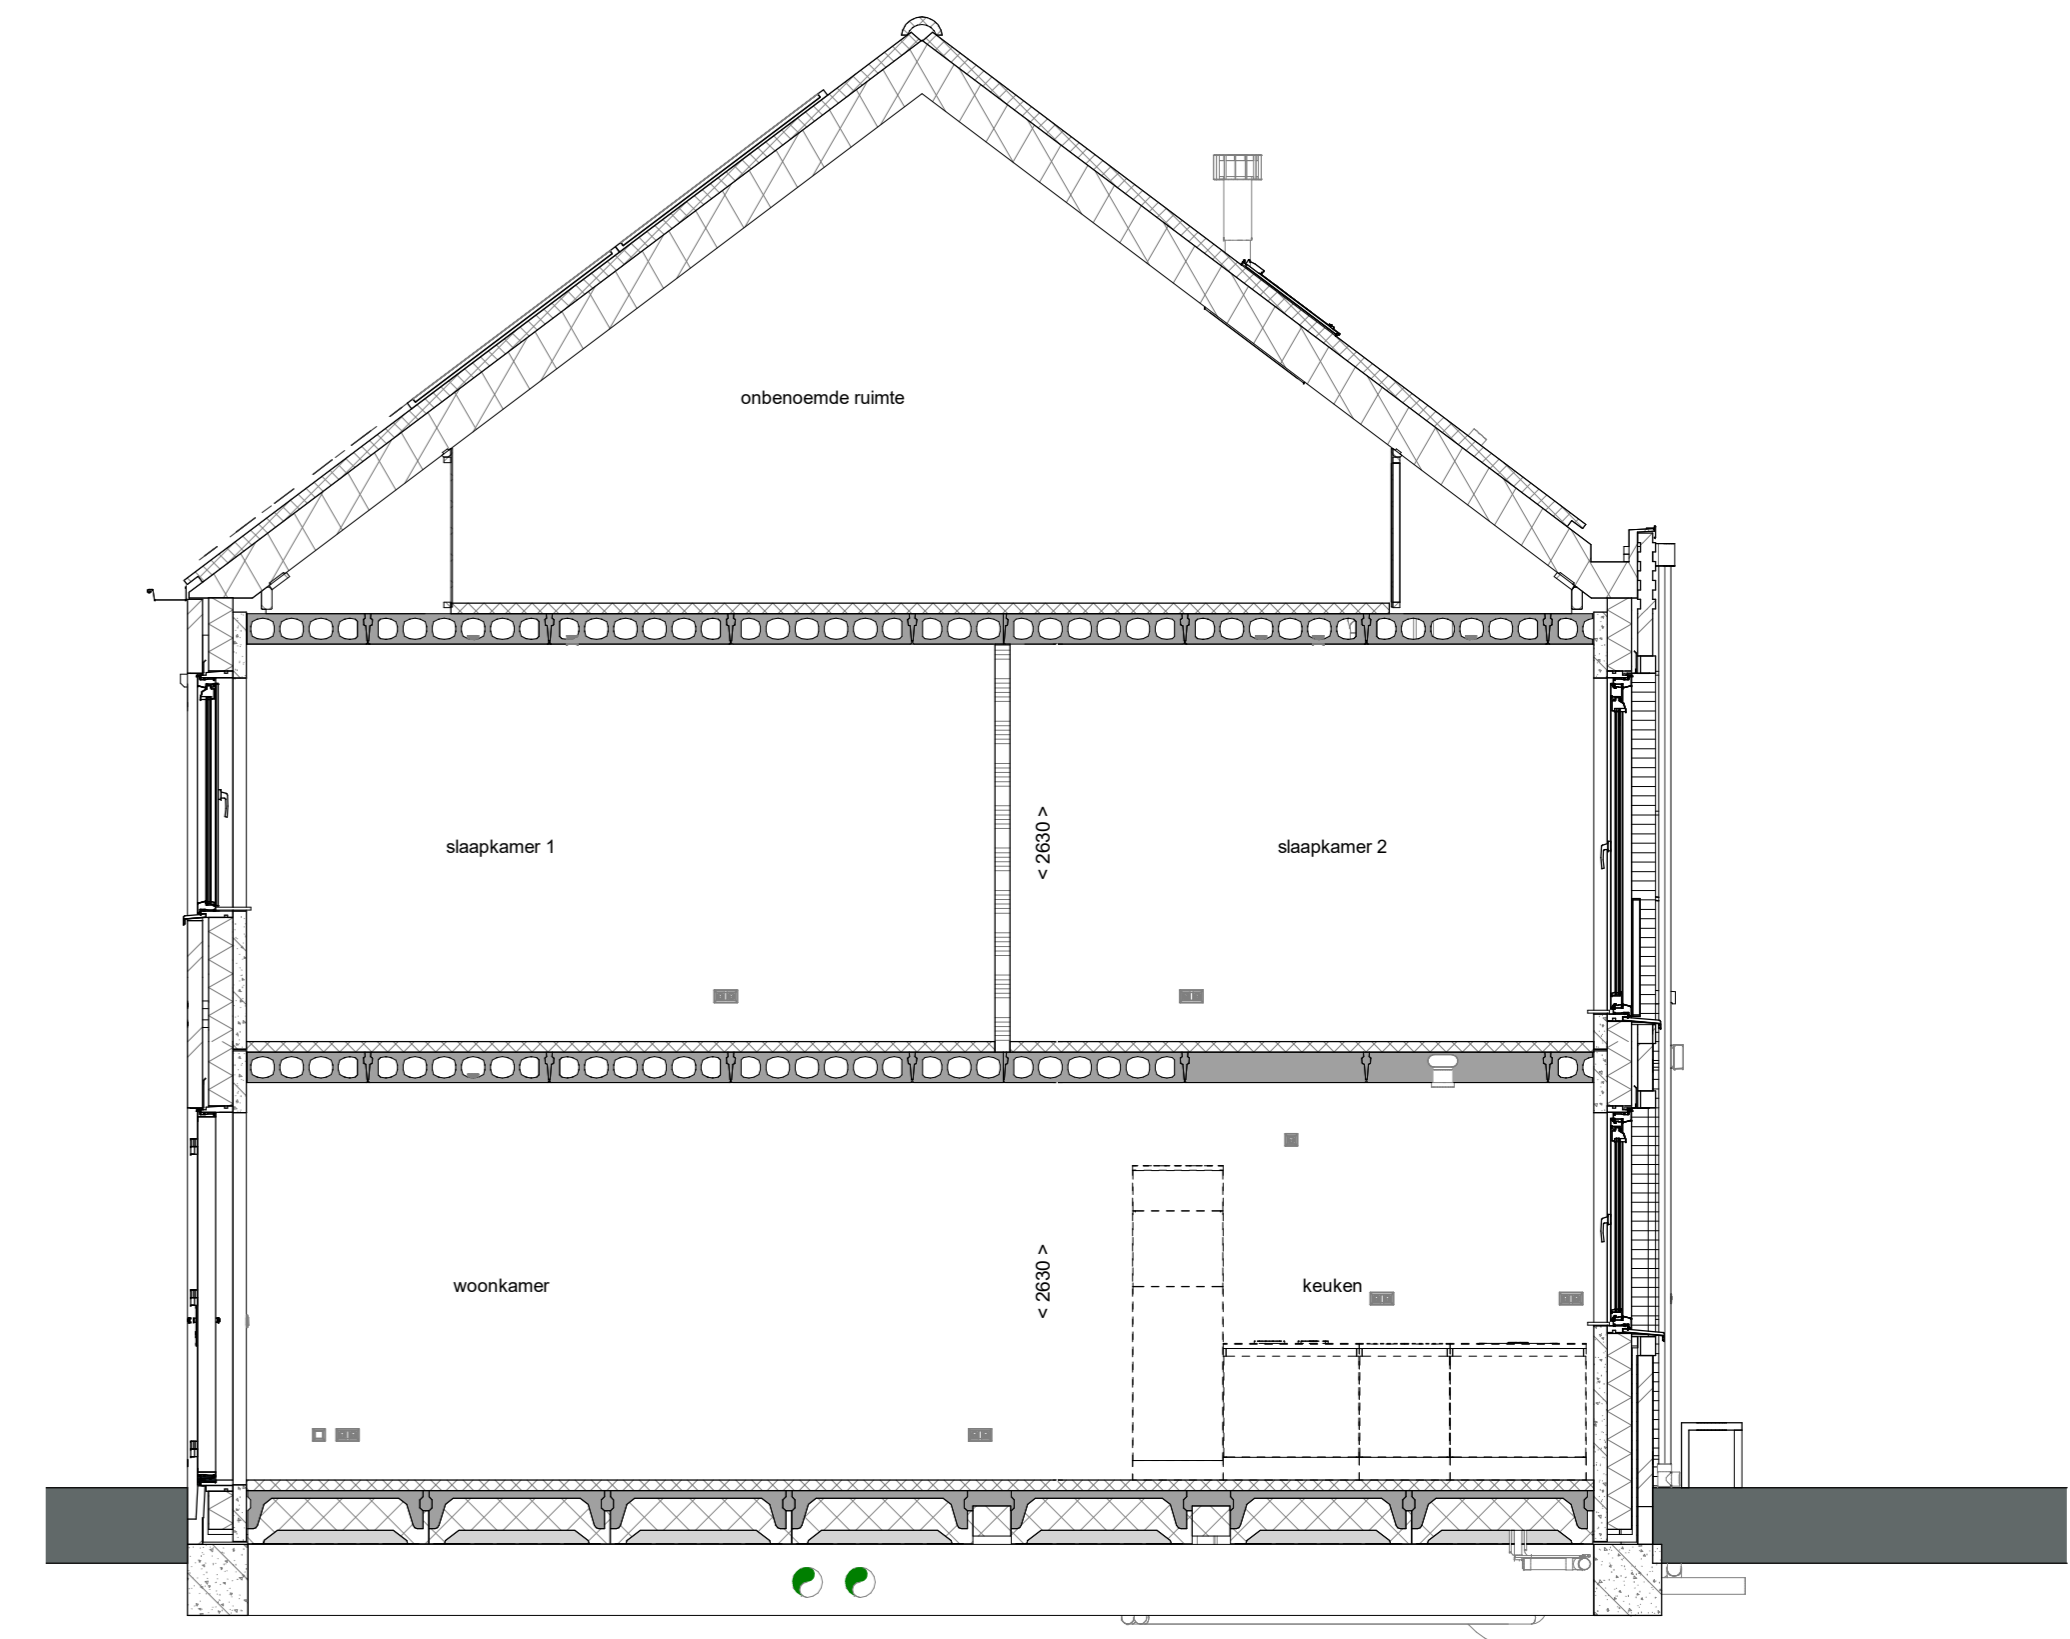 onbenoemde ruimte
slaapkamer 1
< 2630 >
slaapkamer 2
woonkamer
< 2630 >
keuken